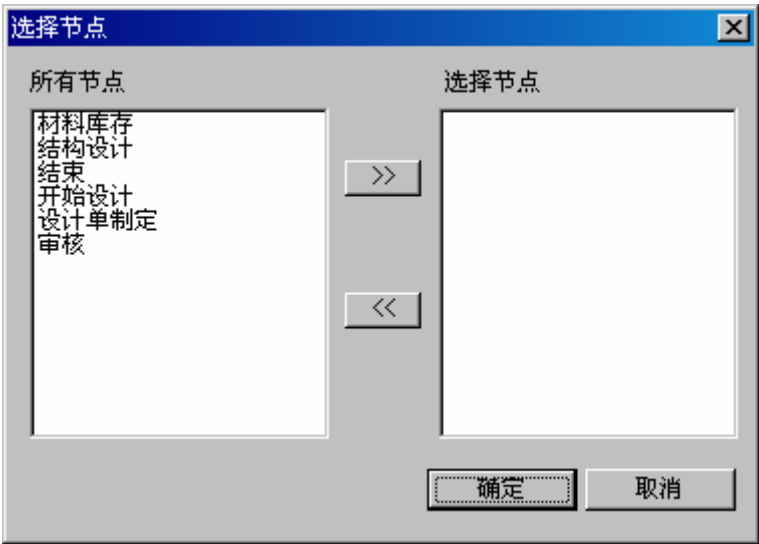 选择节点
所有节点
选择节点
材料库存
结构设计
结束
开始设计
设计单制定
审核
>>
<<
确定
取消